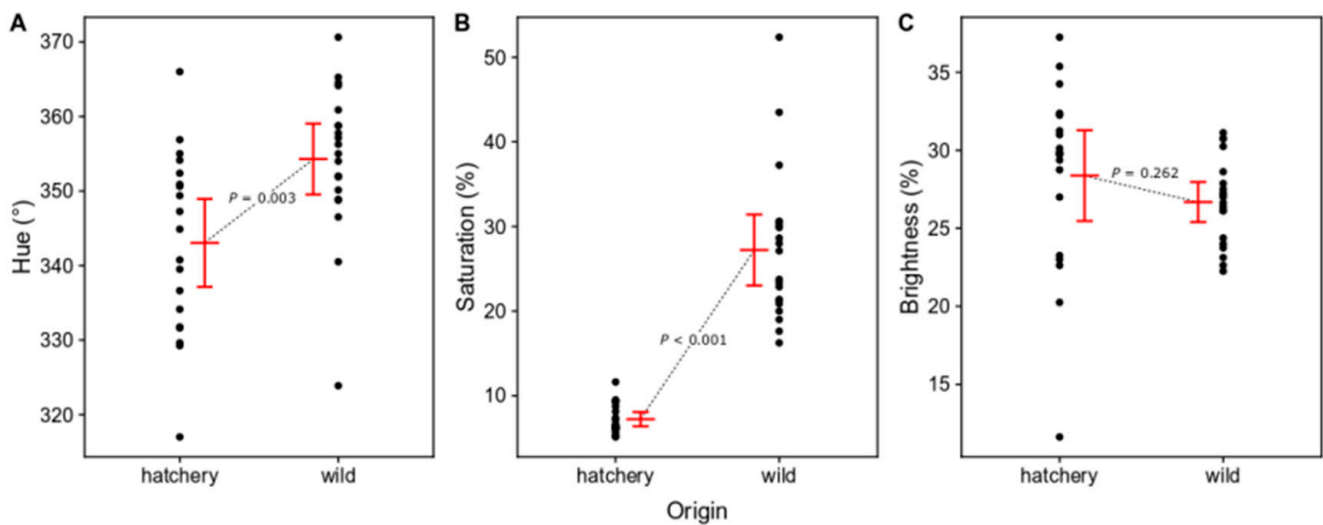 A
Hue (°)
370
360
350
340
330
320
P = 0.003
hatchery
wild
B
Saturation (%)
50
40
30
20
10
P < 0.001
hatchery
wild
C
Brightness (%)
35
30
25
20
15
P = 0.262
hatchery
wild
Origin